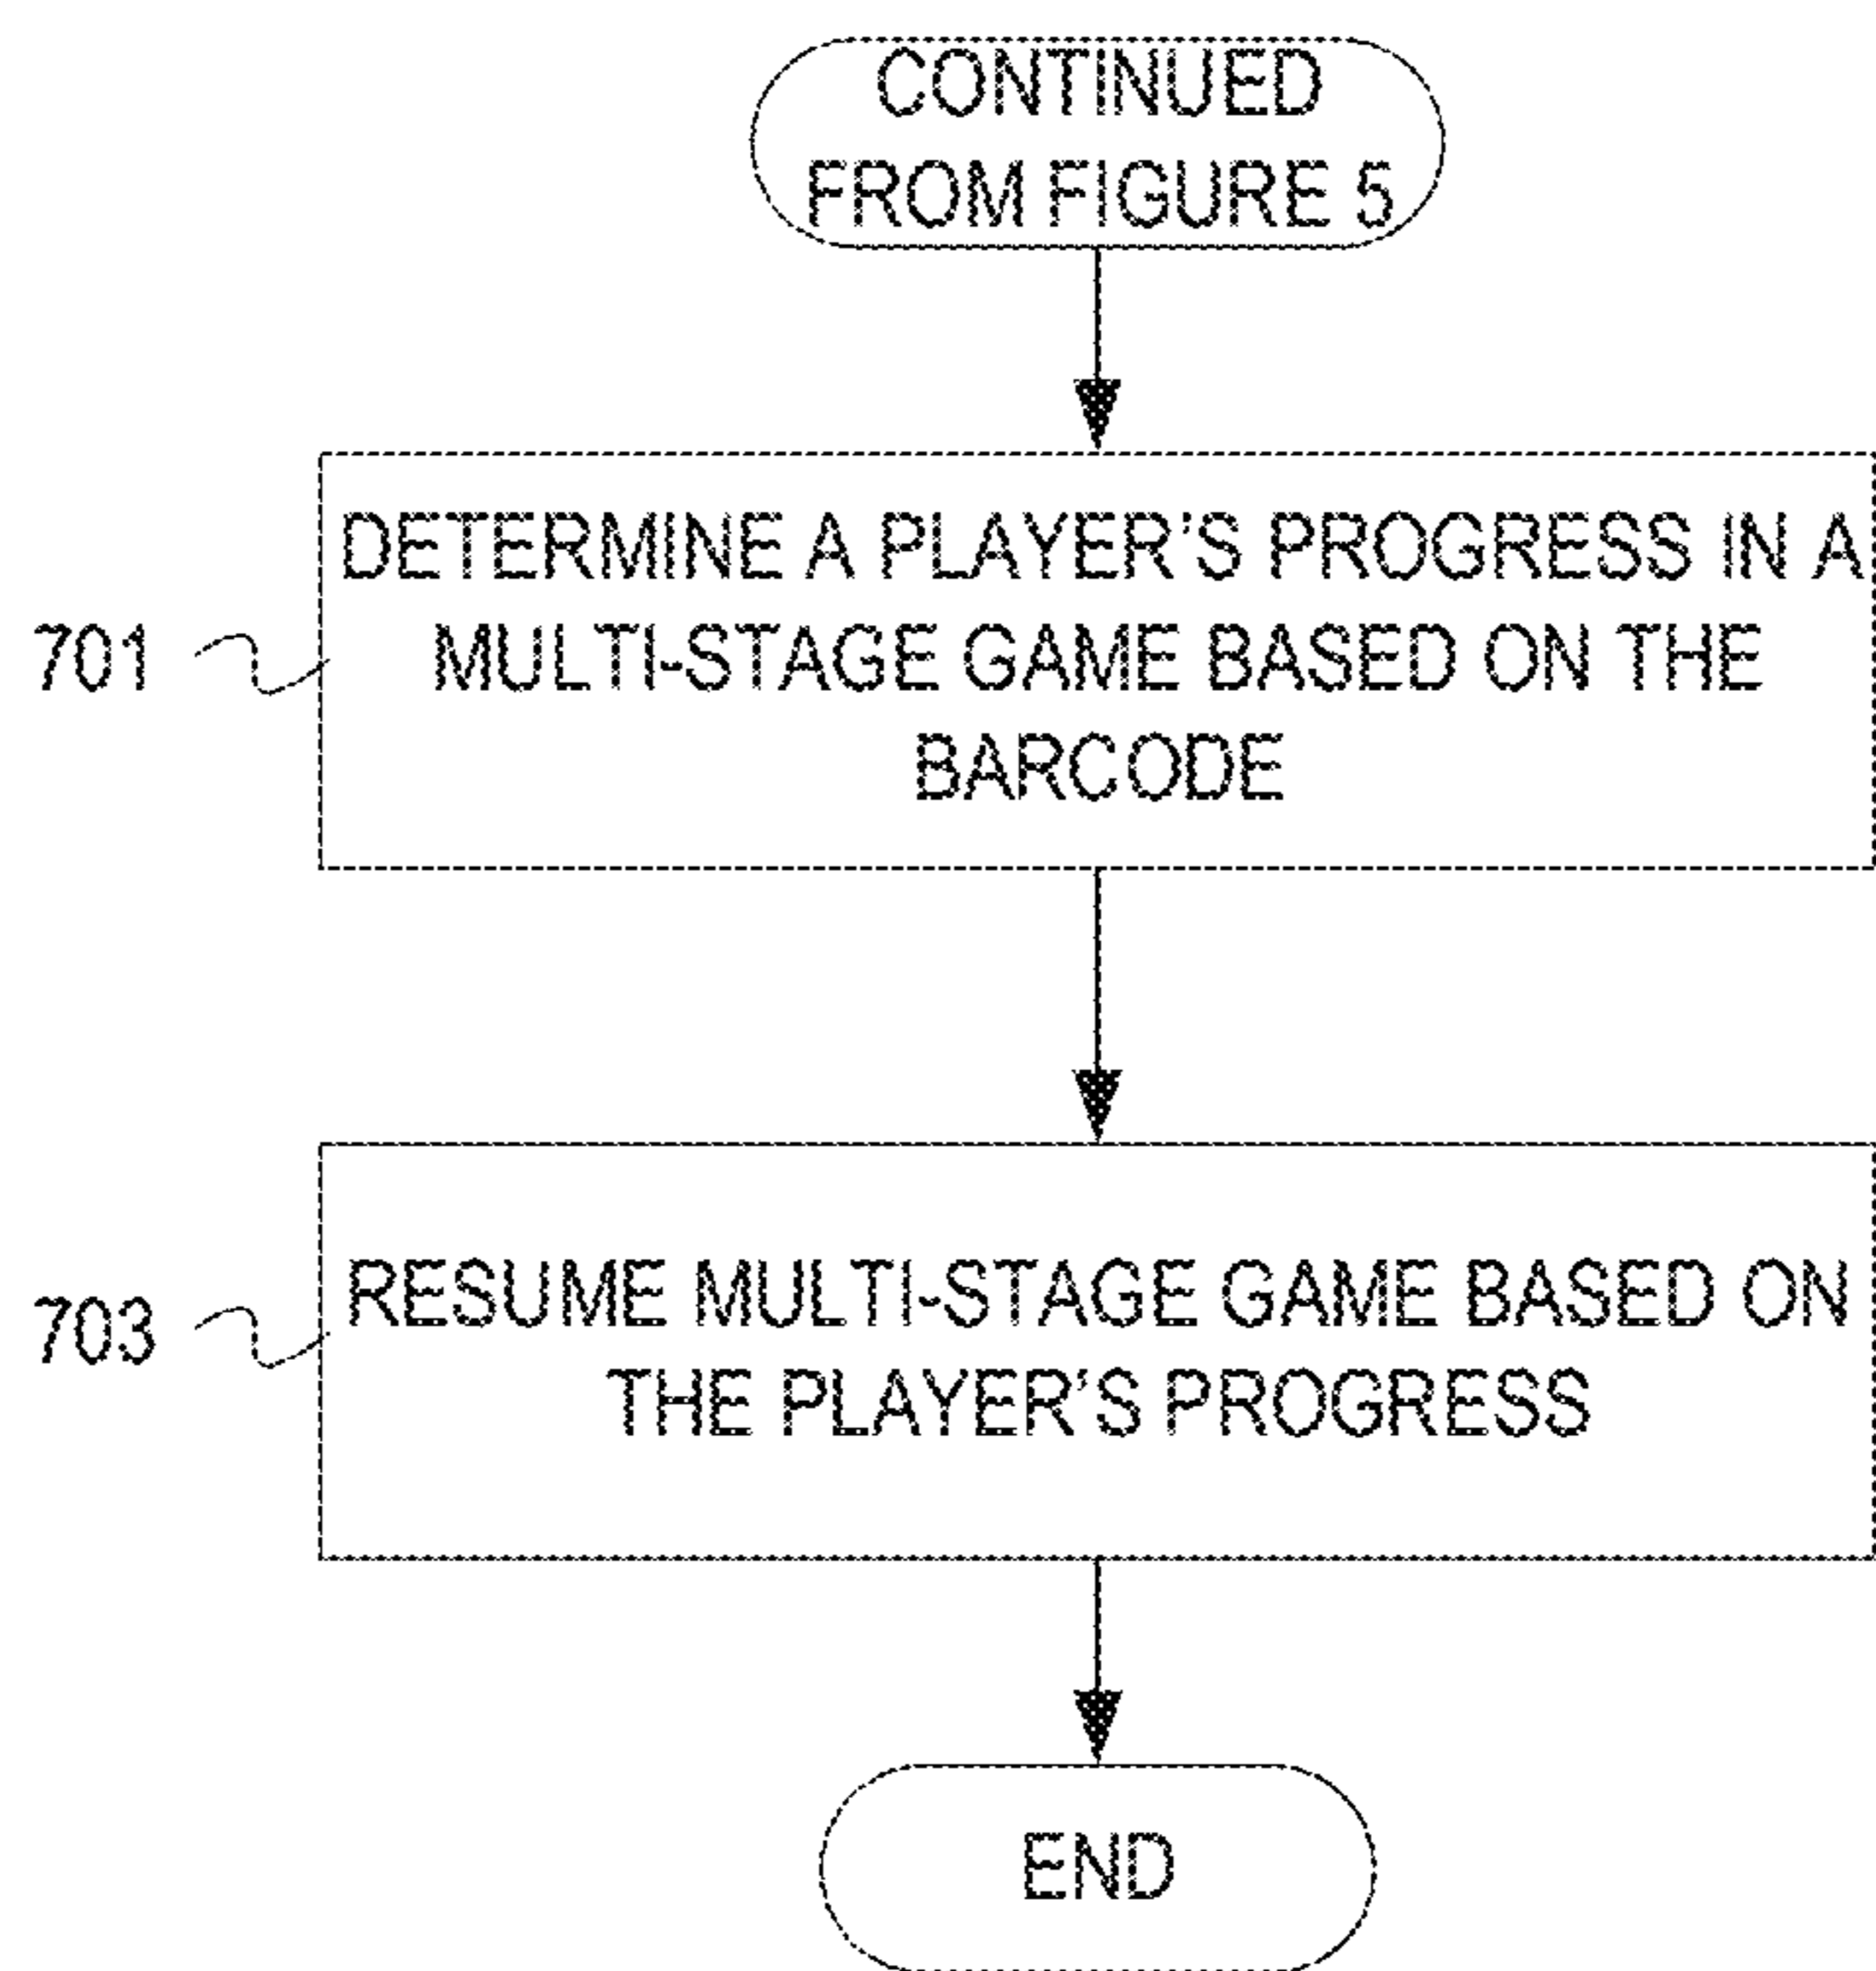 CONTINUED
FROM FIGURE 5
DETERMINE A PLAYER'S PROGRESS IN A
701
MULTI-STAGE GAME BASED ON THE
BARCODE
RESUME MULTI-STAGE GAME BASED ON
703
THE PLAYER'S PROGRESS
END